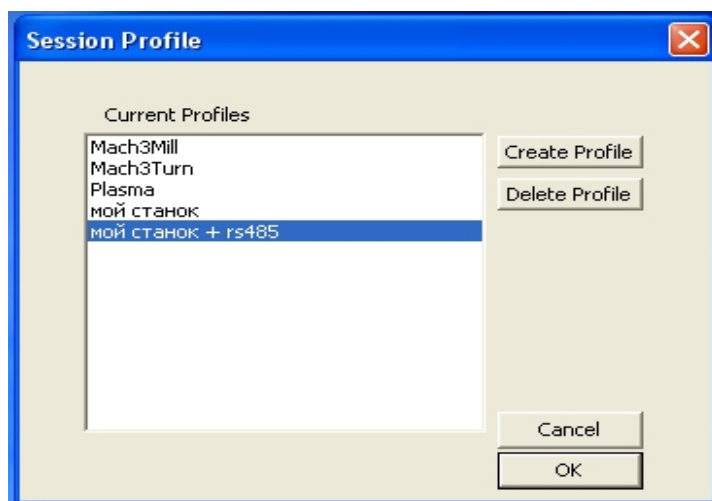 Session Profile
Current Profiles
Mach3Mill
Mach3Turn
Plasma
мой станок
мой станок + rs485
Create Profile
Delete Profile
Cancel
OK